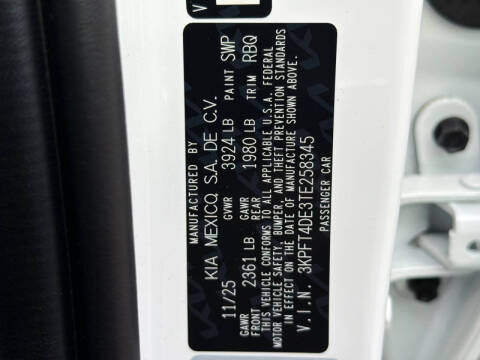 MANUFACTURED BY
KIA MEXICO, S.A. DE C.V.
11/25 GVWR 3924 LB PAINT SWP
GAWR FRONT 2361 LB GAWR REAR 1980 LB TRIM RBQ
THIS VEHICLE CONFORMS TO ALL APPLICABLE U.S.A. FEDERAL
MOTOR VEHICLE SAFETY, BUMPER, AND THEFT PREVENTION STANDARDS
IN EFFECT ON THE DATE OF MANUFACTURE SHOWN ABOVE.
V.I.N. 3KPFT4DE3TE258345
PASSENGER CAR
V